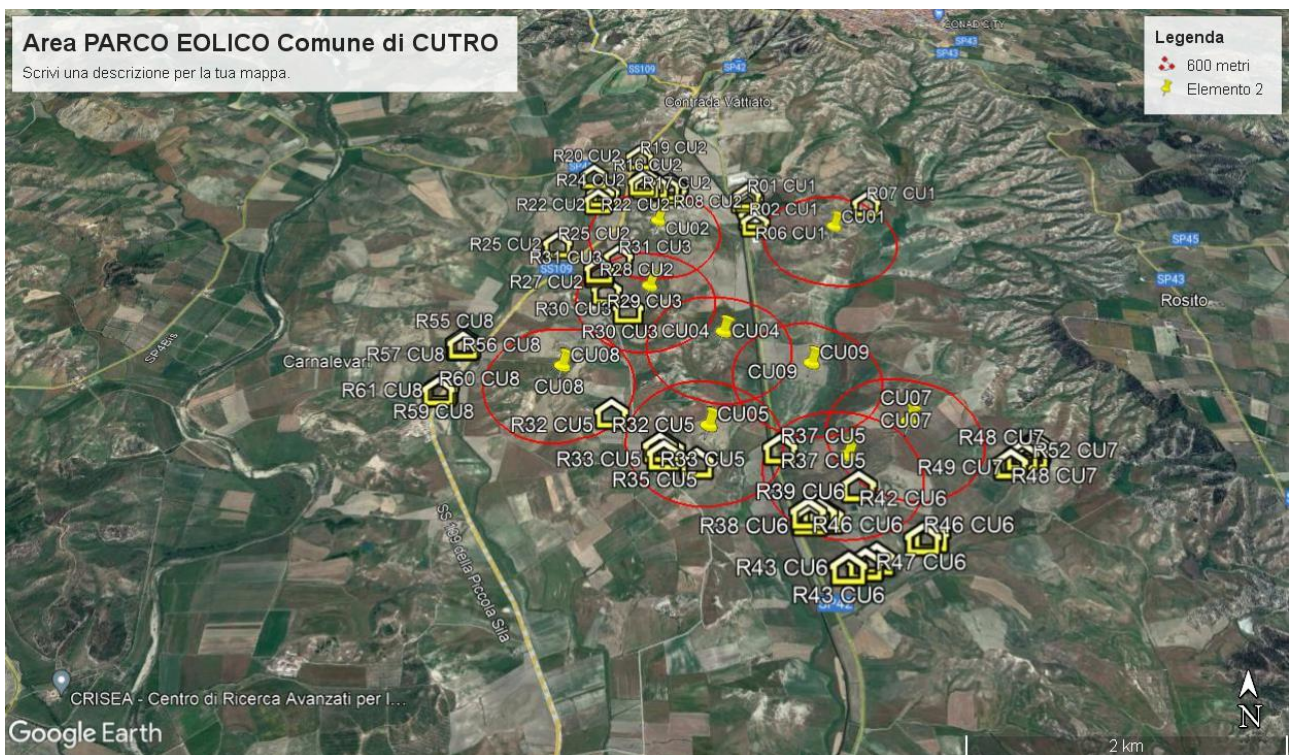 Area PARCO EOLICO Comune di CUTRO
Scrivi una descrizione per la tua mappa.
Legenda
600 metri
Elemento 2
CONAD CITY
SP43
SP43
SS109
SP42
Contrada Vattiato
R19 CU2
R20 CU2
R16 CU2
R24 CU2
R17 CU2
R22 CU2
R22 CU2
R08 CU2
R01 CU1
R07 CU1
R02 CU1
CU02
CU01
R06 CU1
R25 CU2
R25 CU2
R31 CU3
R31 CU3
SS109
R28 CU2
R27 CU2
R29 CU3
R30 CU3
R30 CU3
CU04
CU04
SP45
SP43
Rosito
R55 CU8
R56 CU8
R57 CU8
SP4Bis
Carnalevari
CU08
CU08
CU09
CU09
R60 CU8
R61 CU8
R59 CU8
R32 CU5
R32 CU5
CU05
CU07
CU07
R37 CU5
R37 CU5
R33 CU5
R33 CU5
R35 CU5
R48 CU7
R52 CU7
R49 CU7
R48 CU7
R39 CU6
R42 CU6
R38 CU6
R46 CU6
R46 CU6
R43 CU6
R47 CU6
R43 CU6
SP42
SS109 della Piccola Sila
CRISEA - Centro di Ricerca Avanzati per l...
Google Earth
N
2 km